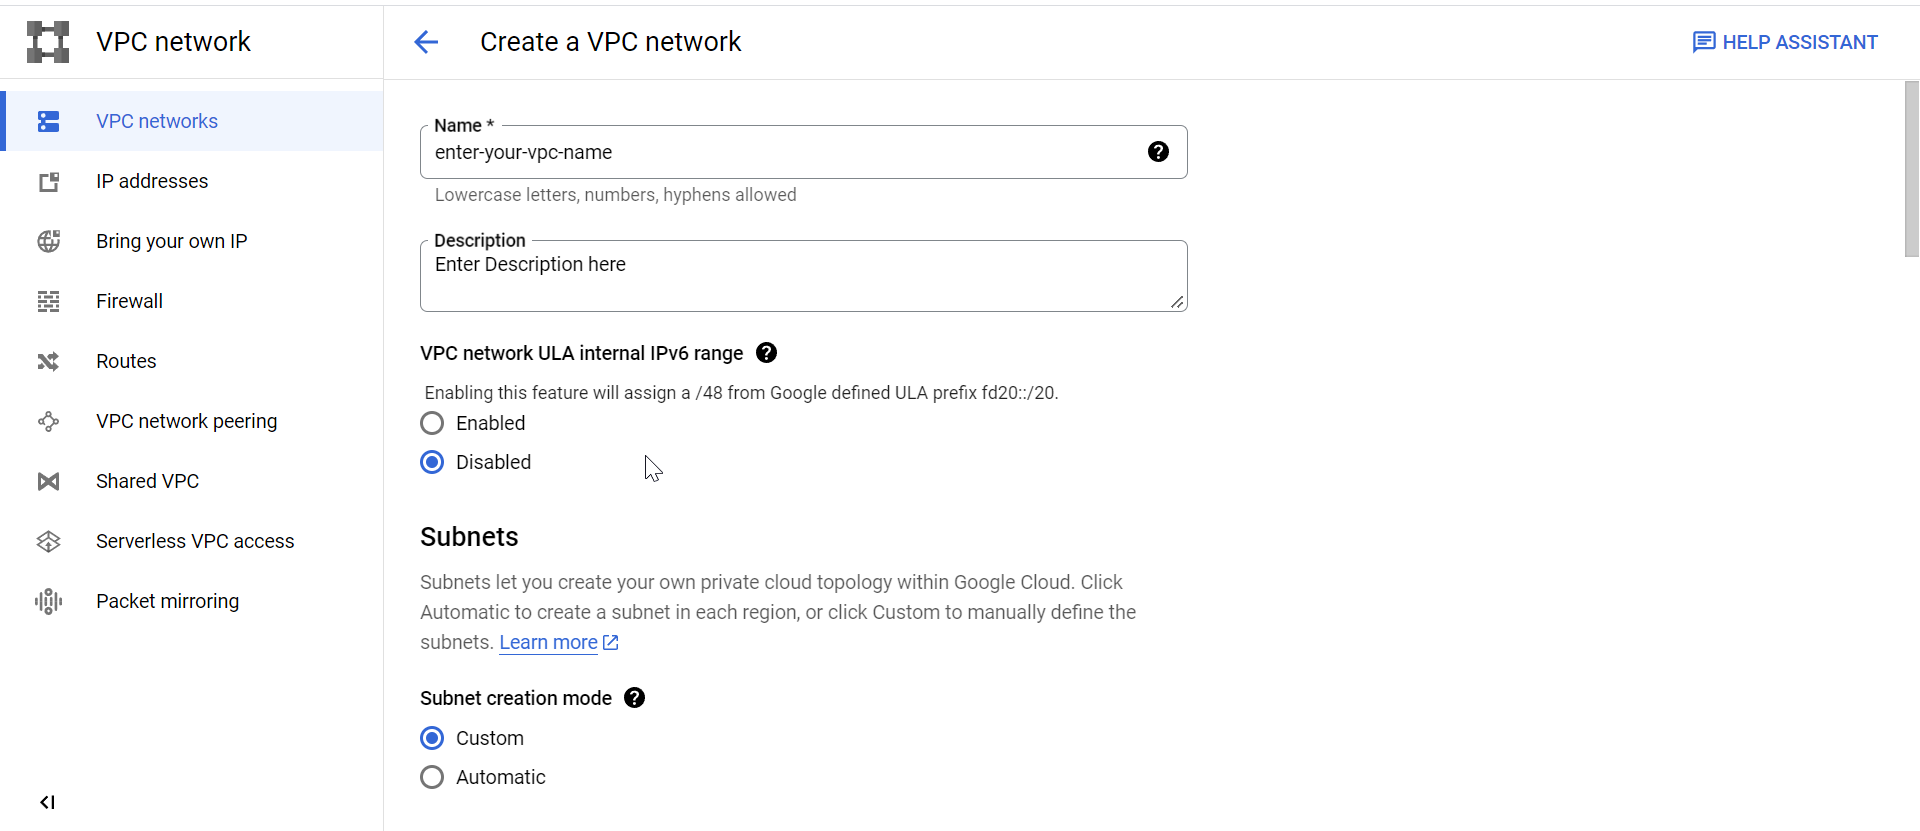 VPC network
Create a VPC network
HELP ASSISTANT
VPC networks
IP addresses
Bring your own IP
Firewall
Routes
VPC network peering
Shared VPC
Serverless VPC access
Packet mirroring
Name *
enter-your-vpc-name
Lowercase letters, numbers, hyphens allowed
Description
Enter Description here
VPC network ULA internal IPv6 range
Enabling this feature will assign a /48 from Google defined ULA prefix fd20::/20.
Enabled
Disabled
Subnets
Subnets let you create your own private cloud topology within Google Cloud. Click
Automatic to create a subnet in each region, or click Custom to manually define the
subnets. Learn more
Subnet creation mode
Custom
Automatic